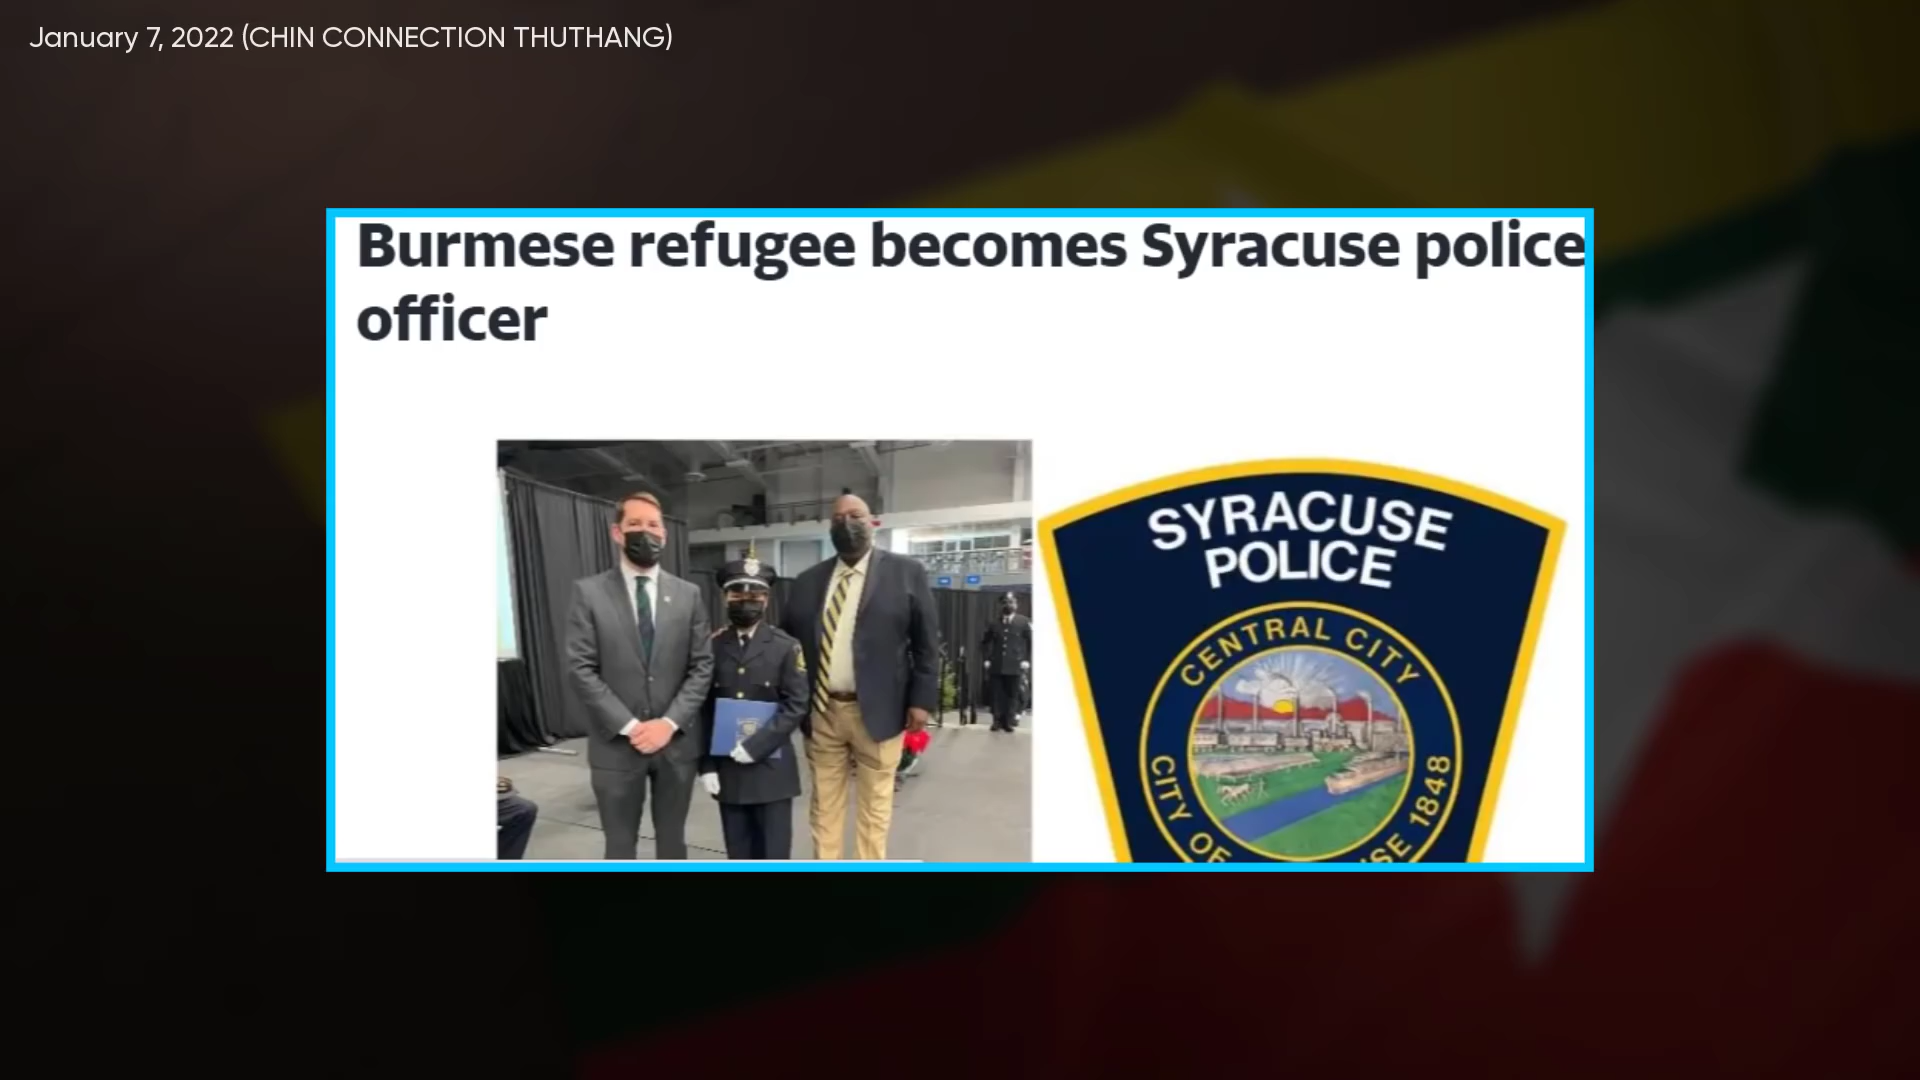 January 7, 2022 (CHIN CONNECTION THUTHANG)
Burmese refugee becomes Syracuse police
officer
SYRACUSE
POLICE
CENTRAL CITY
CITY OF
1848